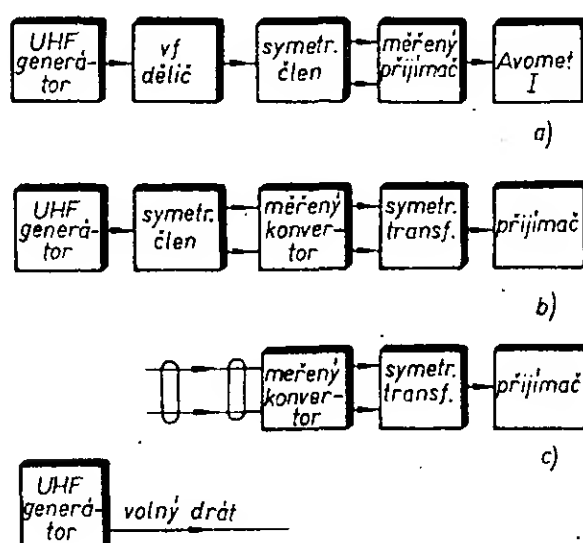 UHF
generá-
tor
vf
dělič
symetr.
člen
měřený
přijímač
Avomet
I
a)
UHF
generá-
tor
symetr.
člen
měřený
konver-
tor
symetr.
transf.
přijímač
b)
meřený
konver-
tor
symetr.
transf.
přijímač
c)
UHF
generá-
tor
volný drát